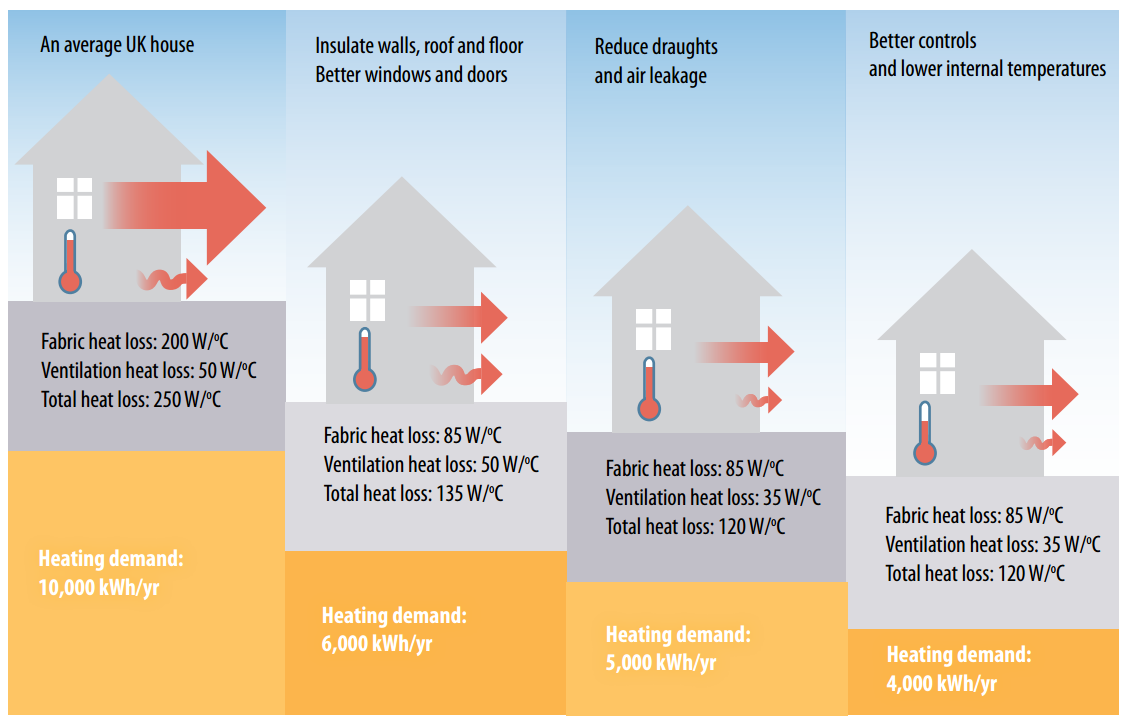 An average UK house
Fabric heat loss: 200 W/ºC
Ventilation heat loss: 50 W/ºC
Total heat loss: 250 W/ºC
Heating demand:
10,000 kWh/yr
Insulate walls, roof and floor
Better windows and doors
Fabric heat loss: 85 W/ºC
Ventilation heat loss: 50 W/ºC
Total heat loss: 135 W/ºC
Heating demand:
6,000 kWh/yr
Reduce draughts
and air leakage
Fabric heat loss: 85 W/ºC
Ventilation heat loss: 35 W/ºC
Total heat loss: 120 W/ºC
Heating demand:
5,000 kWh/yr
Better controls
and lower internal temperatures
Fabric heat loss: 85 W/ºC
Ventilation heat loss: 35 W/ºC
Total heat loss: 120 W/ºC
Heating demand:
4,000 kWh/yr